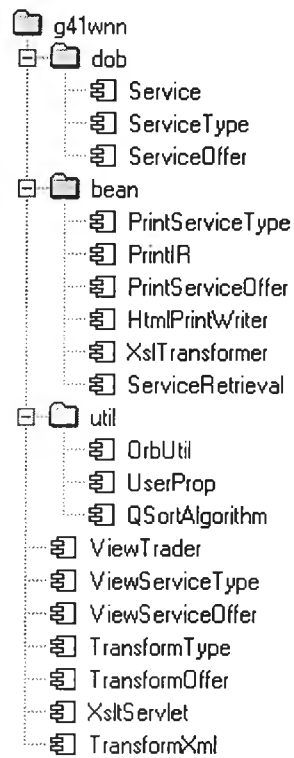 g41wnn
dob
Service
ServiceType
ServiceOffer
bean
PrintServiceType
PrintIR
PrintServiceOffer
HtmlPrintWriter
XslTransformer
ServiceRetrieval
util
OrbUtil
UserProp
QSortAlgorithm
ViewTrader
ViewServiceType
ViewServiceOffer
TransformType
TransformOffer
XsltServlet
TransformXml